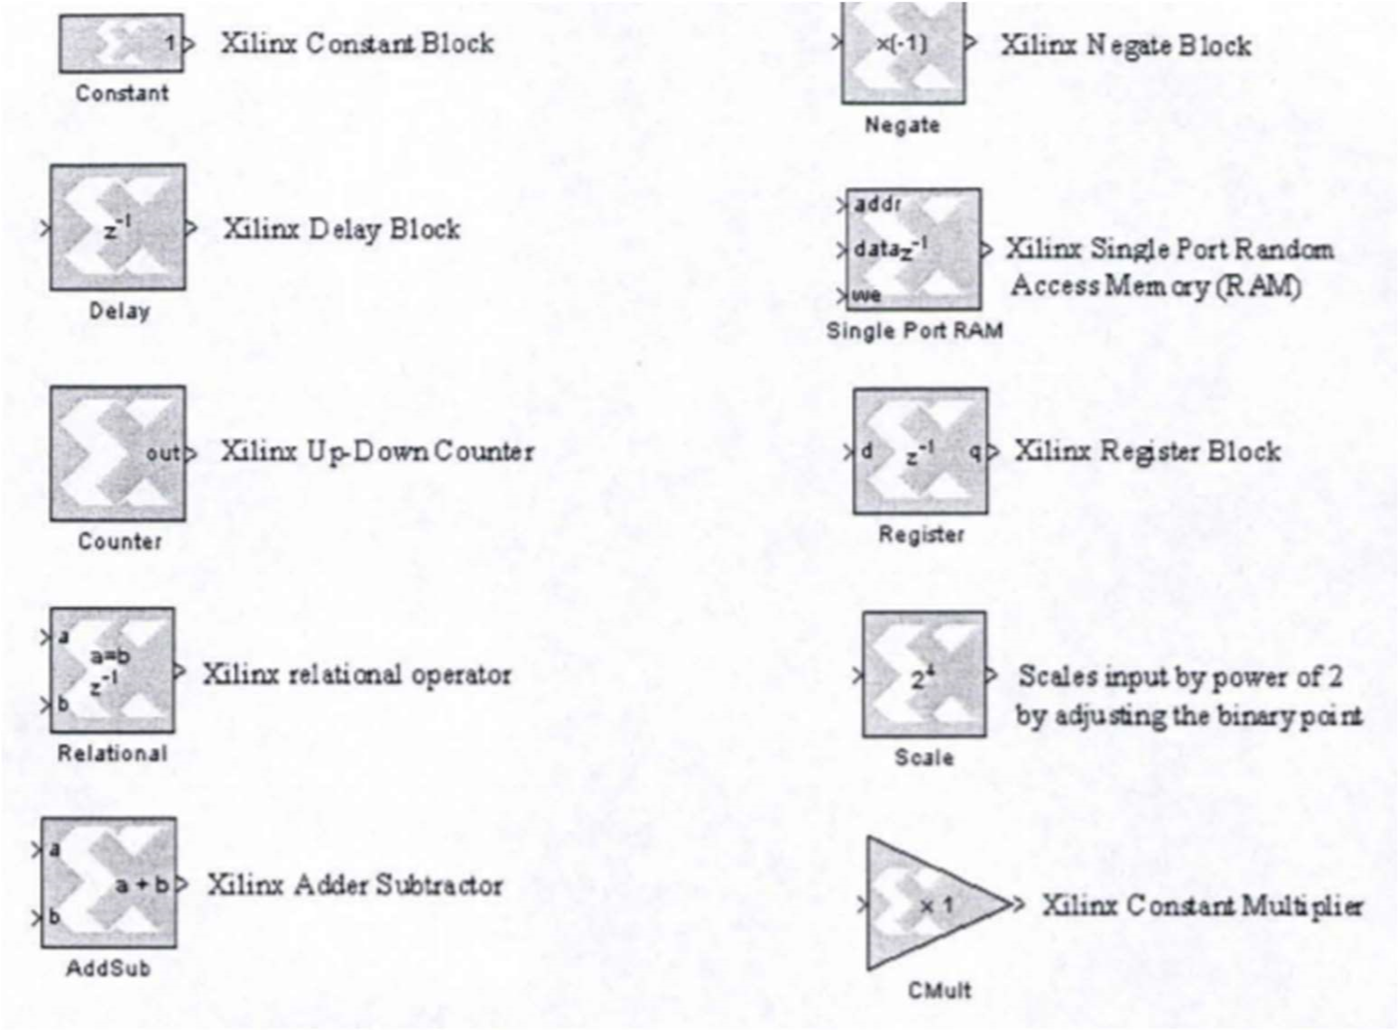 1 Xilinx Constant Block
Constant
z-1 Xilinx Delay Block
Delay
out Xilinx Up-Down Counter
Counter
a
a=b
z-1
b
Xilinx relational operator
Relational
a
a + b
b
Xilinx Adder Subtractor
AddSub
x(-1) Xilinx Negate Block
Negate
addr
data z-1
we
Xilinx Single Port Random
Access Memory (RAM)
Single Port RAM
d z-1 q Xilinx Register Block
Register
2^4
Scales input by power of 2
by adjusting the binary point
Scale
x 1 Xilinx Constant Multiplier
CMult